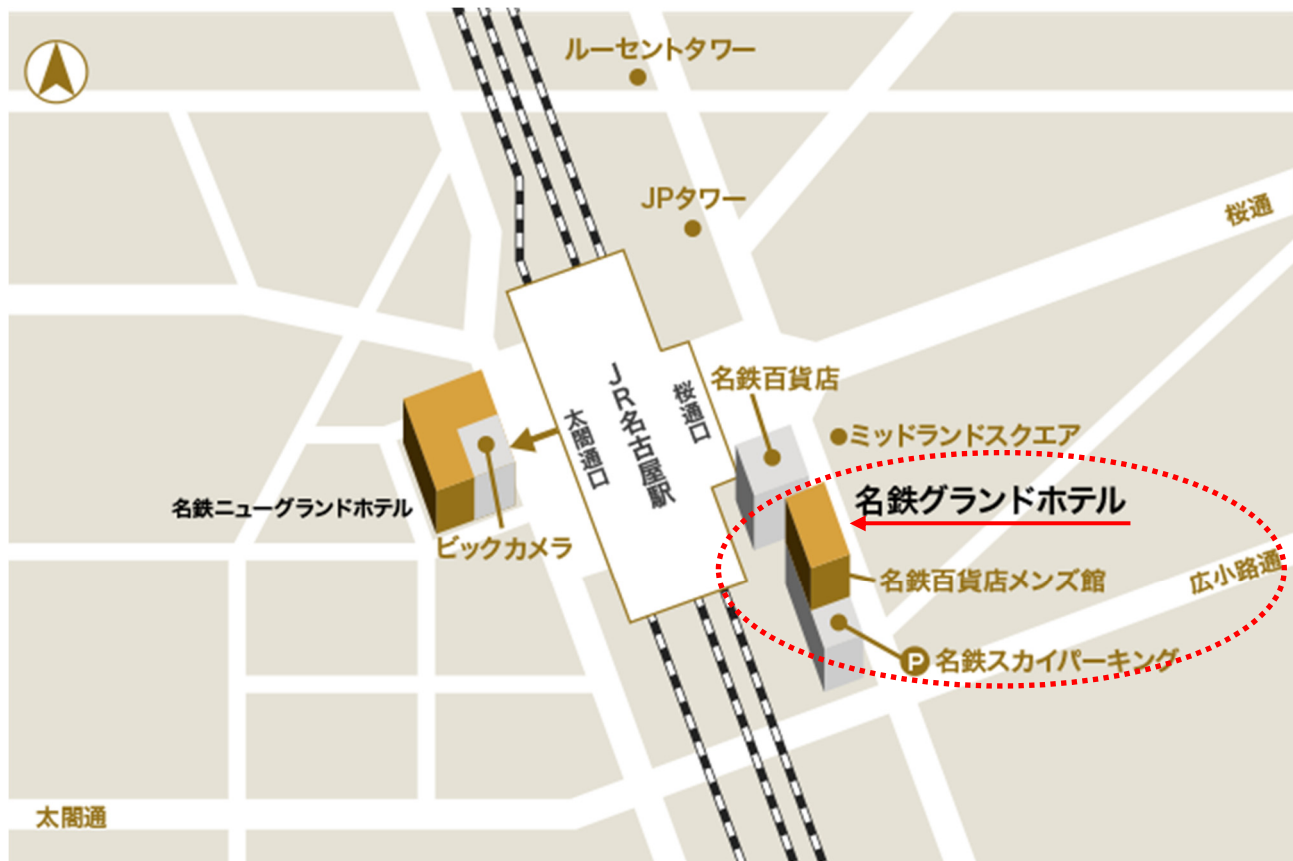 ルーセントタワー
JPタワー
桜通
名鉄百貨店
JR名古屋駅
桜通口
太閤通口
ミッドランドスクエア
名鉄グランドホテル
名鉄ニューグランドホテル
ビックカメラ
名鉄百貨店メンズ館
広小路通
P 名鉄スカイパーキング
太閤通